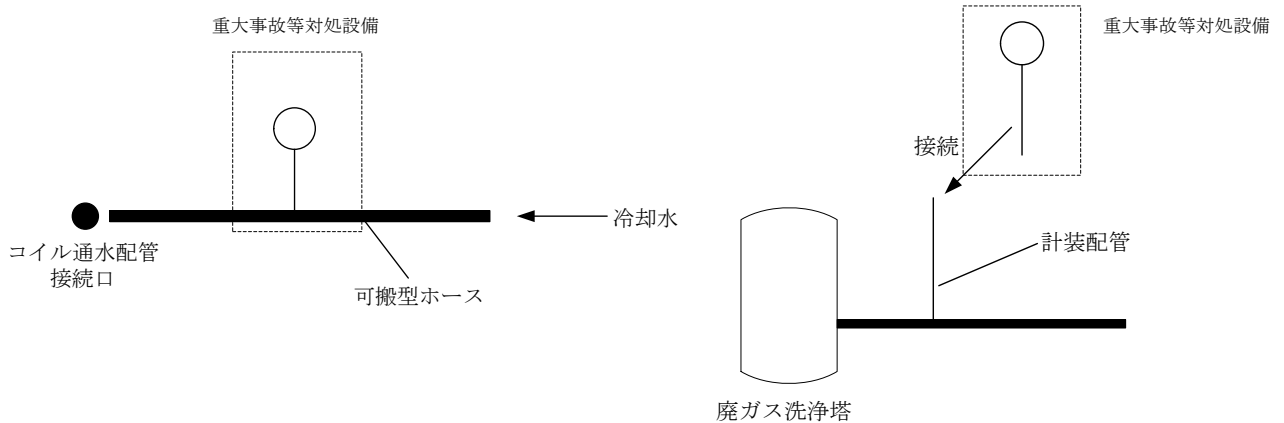 重大事故等対処設備
冷却水
コイル通水配管
接続口
可搬型ホース
重大事故等対処設備
接続
計装配管
廃ガス洗浄塔